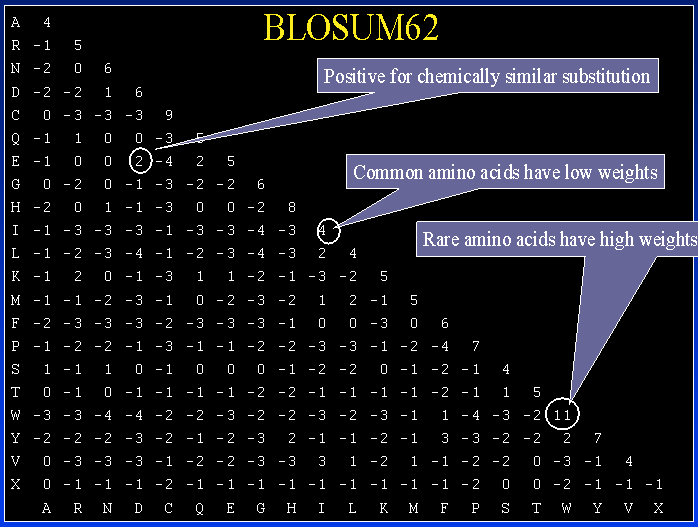 BLOSUM62
Positive for chemically similar substitution
Common amino acids have low weights
Rare amino acids have high weights
A 4
R -1 5
N -2 0 6
D -2 -2 1 6
C 0 -3 -3 -3 9
Q -1 1 0 0 -3 5
E -1 0 0 2 -4 2 5
G 0 -2 0 -1 -3 -2 -2 6
H -2 0 1 -1 -3 0 0 -2 8
I -1 -3 -3 -3 -1 -3 -3 -4 -3 4
L -1 -2 -3 -4 -1 -2 -3 -4 -3 2 4
K -1 2 0 -1 -3 1 1 -2 -1 -3 -2 5
M -1 -1 -2 -3 -1 0 -2 -3 -2 1 2 -1 5
F -2 -3 -3 -3 -2 -3 -3 -3 -1 0 0 -3 0 6
P -1 -2 -2 -1 -3 -1 -1 -2 -2 -3 -3 -1 -2 -4 7
S 1 -1 1 0 -1 0 0 0 -1 -2 -2 0 -1 -2 -1 4
T 0 -1 0 -1 -1 -1 -1 -2 -2 -1 -1 -1 -1 -2 -1 1 5
W -3 -3 -4 -4 -2 -2 -3 -2 -2 -3 -2 -3 -1 1 -4 -3 -2 11
Y -2 -2 -2 -3 -2 -1 -2 -3 2 -1 -1 -2 -1 3 -3 -2 -2 2 7
V 0 -3 -3 -3 -1 -2 -2 -3 -3 3 1 -2 1 -1 -2 -2 0 -3 -1 4
X 0 -1 -1 -1 -2 -1 -1 -1 -1 -1 -1 -1 -1 -1 -2 0 0 -2 -1 -1 -1
A R N D C Q E G H I L K M F P S T W Y V X